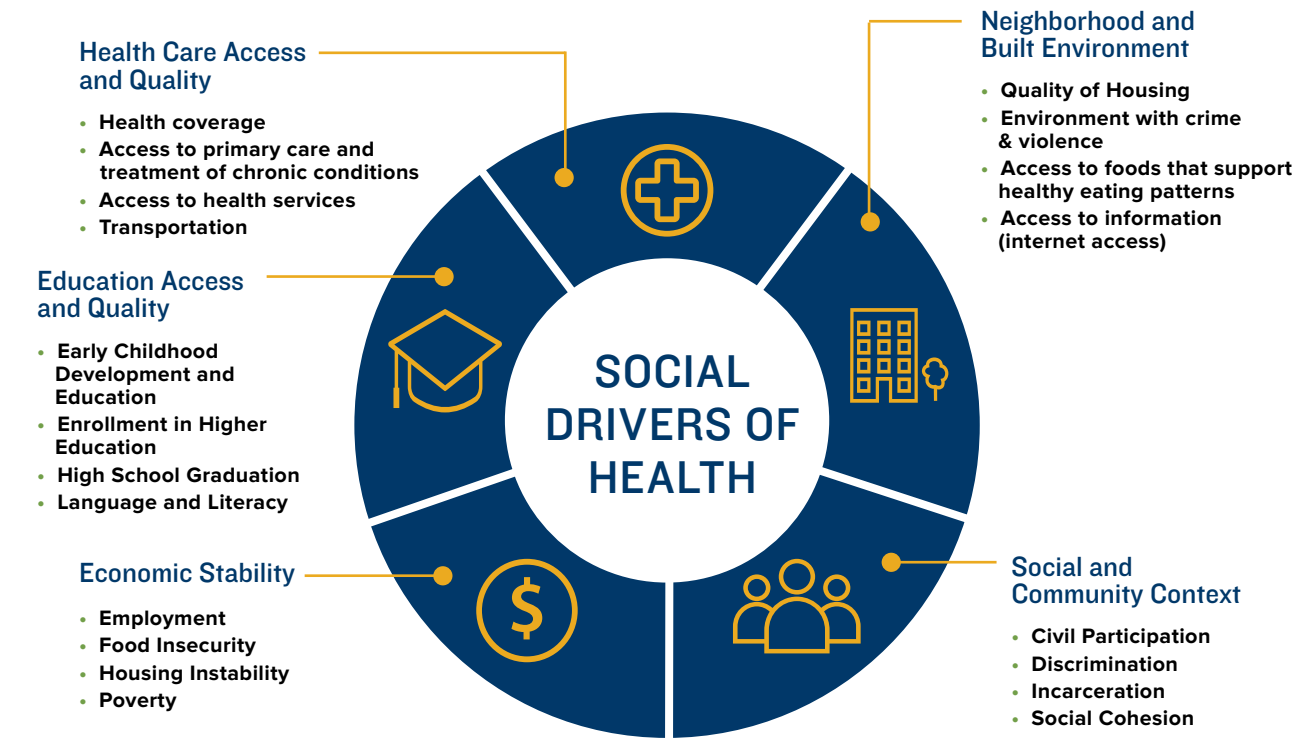 Health Care Access
and Quality
• Health coverage
• Access to primary care and
treatment of chronic conditions
• Access to health services
• Transportation
Education Access
and Quality
• Early Childhood
Development and
Education
• Enrollment in Higher
Education
• High School Graduation
• Language and Literacy
Economic Stability
• Employment
• Food Insecurity
• Housing Instability
• Poverty
SOCIAL
DRIVERS OF
HEALTH
$
Neighborhood and
Built Environment
• Quality of Housing
• Environment with crime
& violence
• Access to foods that support
healthy eating patterns
• Access to information
(internet access)
Social and
Community Context
• Civil Participation
• Discrimination
• Incarceration
• Social Cohesion